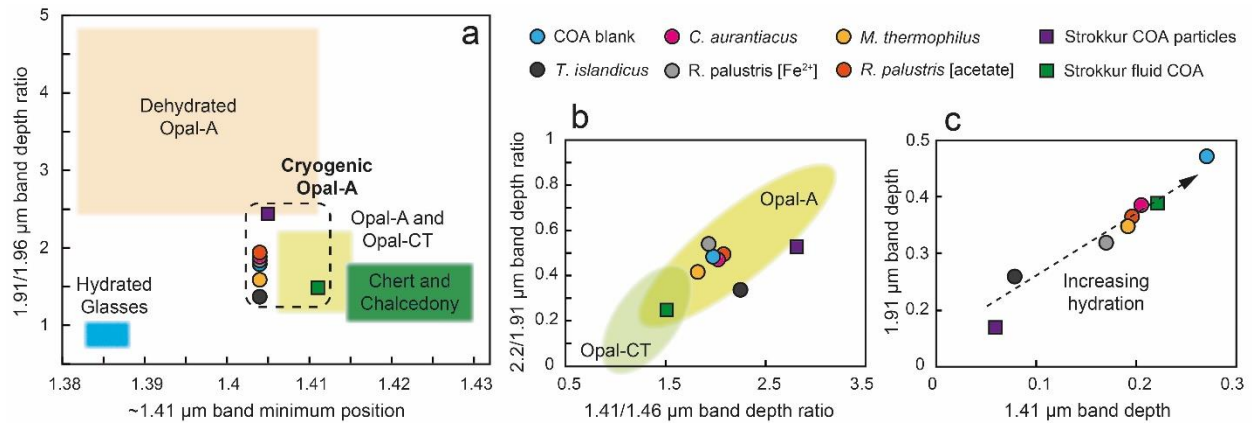 a
5
4
3
2
1
1.38
1.39
1.4
1.41
1.42
1.43
1.91/1.96 µm band depth ratio
~1.41 µm band minimum position
Dehydrated
Opal-A
Cryogenic
Opal-A
Opal-A and
Opal-CT
Hydrated
Glasses
Chert and
Chalcedony
COA blank
C. aurantiacus
M. thermophilus
Strokkur COA particles
T. islandicus
R. palustris [Fe²⁺]
R. palustris [acetate]
Strokkur fluid COA
b
1
0.8
0.6
0.4
0.2
0
0.5
1.5
2.5
3.5
2.2/1.91 µm band depth ratio
1.41/1.46 µm band depth ratio
Opal-A
Opal-CT
c
0.5
0.4
0.3
0.2
0.1
0
0.1
0.2
0.3
1.91 µm band depth
1.41 µm band depth
Increasing
hydration